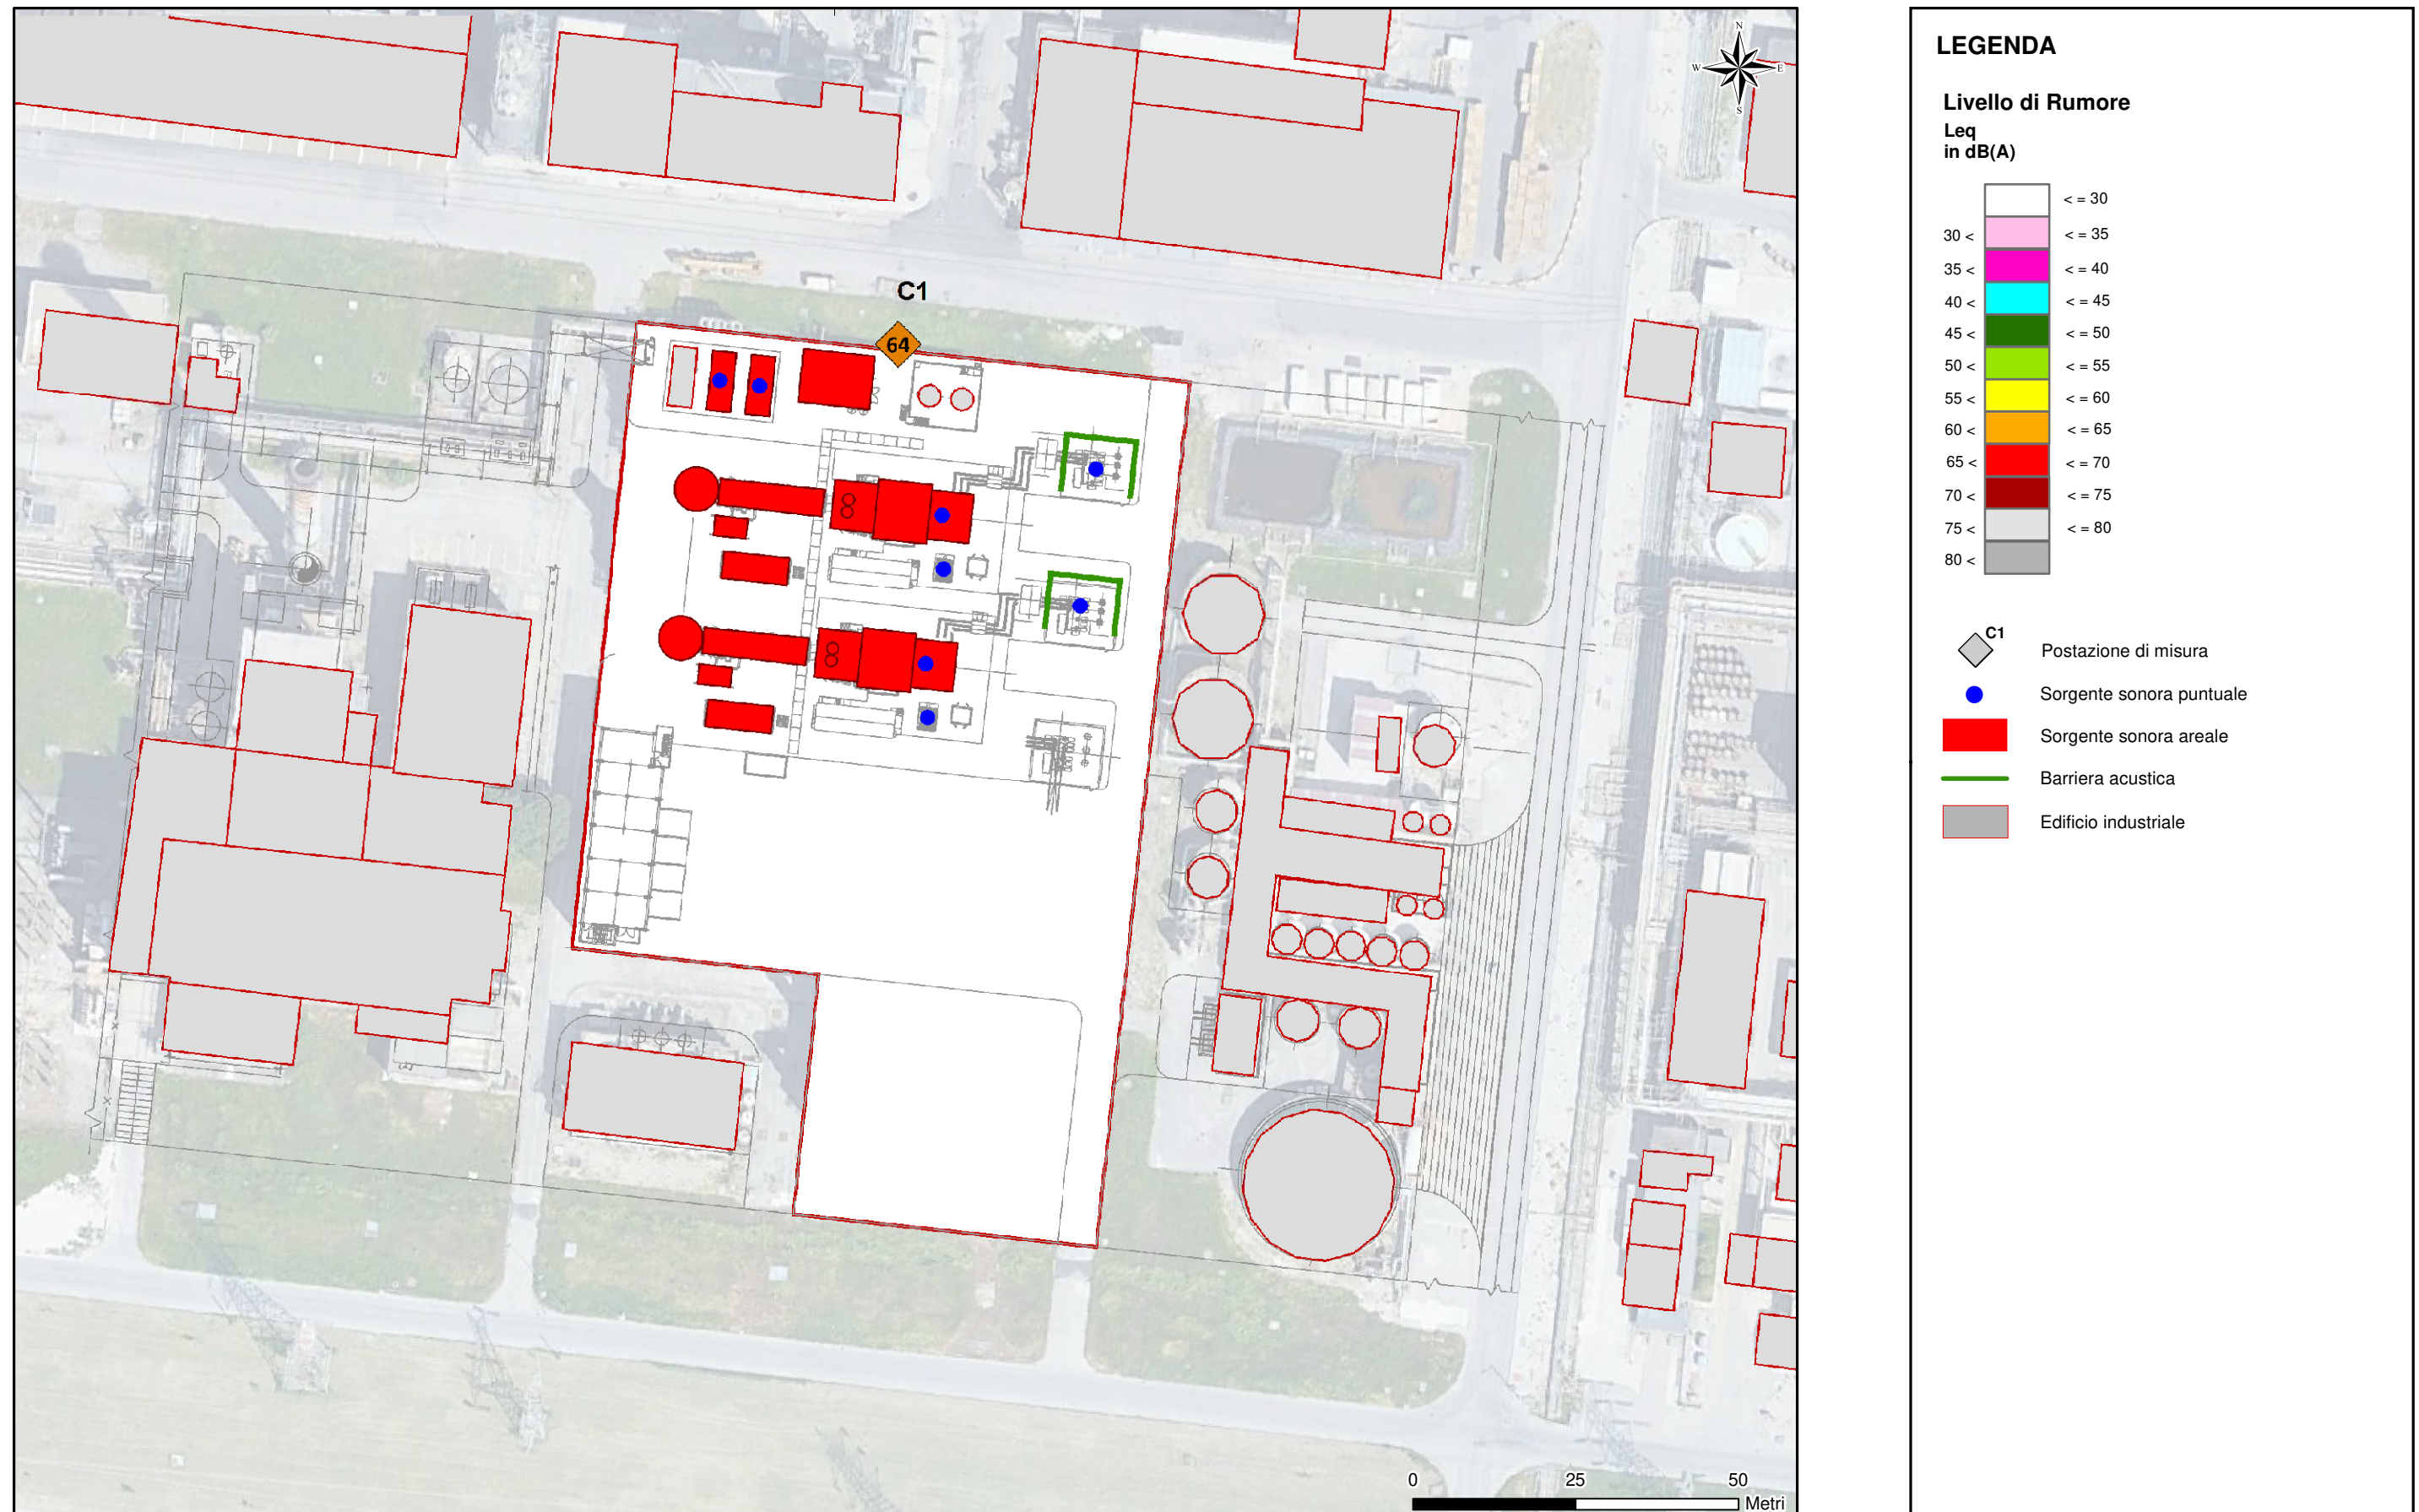 N
W E
S
C1
64
0 25 50
Metri
LEGENDA
Livello di Rumore
Leq
in dB(A)
< = 30
30 < < = 35
35 < < = 40
40 < < = 45
45 < < = 50
50 < < = 55
55 < < = 60
60 < < = 65
65 < < = 70
70 < < = 75
75 < < = 80
80 <
C1
Postazione di misura
Sorgente sonora puntuale
Sorgente sonora areale
Barriera acustica
Edificio industriale